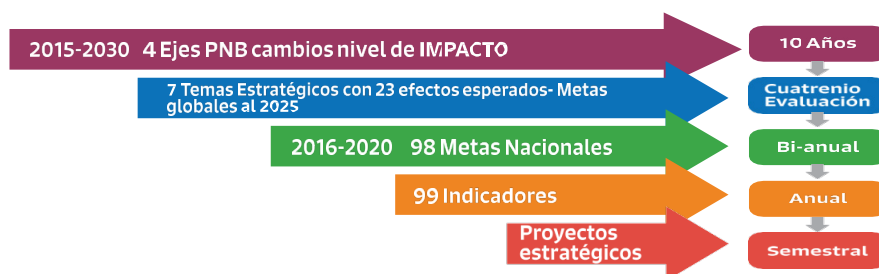 2015-2030 4 Ejes PNB cambios nivel de IMPACTO
10 Años
7 Temas Estratégicos con 23 efectos esperados- Metas
globales al 2025
Cuatrenio
Evaluación
2016-2020 98 Metas Nacionales
Bi-anual
99 Indicadores
Anual
Proyectos
estratégicos
Semestral